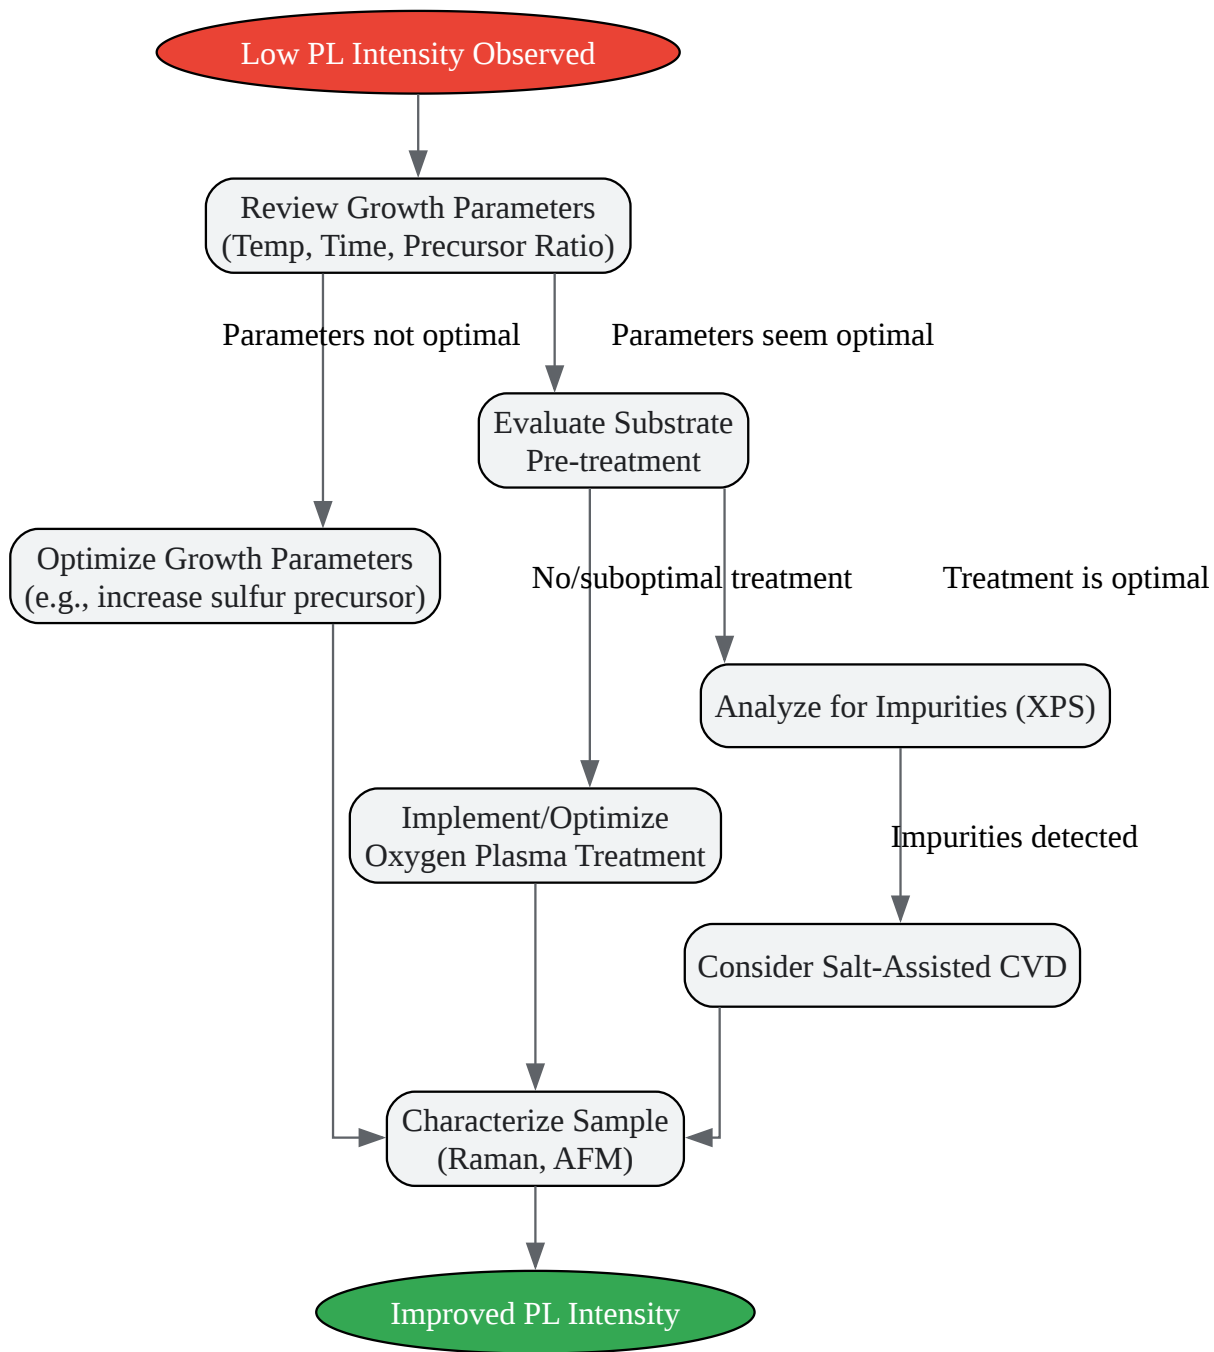 Low PL Intensity Observed
Review Growth Parameters
(Temp, Time, Precursor Ratio)
Parameters not optimal
Parameters seem optimal
Evaluate Substrate
Pre-treatment
Optimize Growth Parameters
(e.g., increase sulfur precursor)
No/suboptimal treatment
Treatment is optimal
Analyze for Impurities (XPS)
Implement/Optimize
Oxygen Plasma Treatment
Impurities detected
Consider Salt-Assisted CVD
Characterize Sample
(Raman, AFM)
Improved PL Intensity